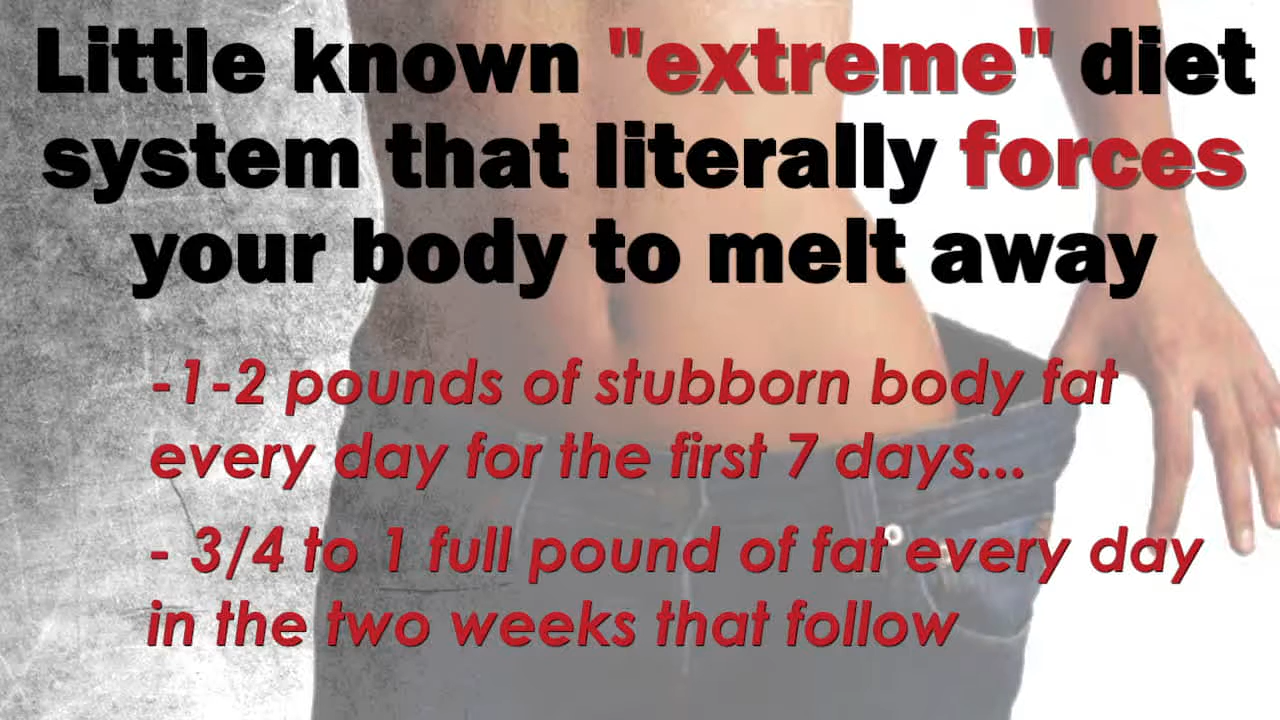 Little known "extreme" diet
system that literally forces
your body to melt away
-1-2 pounds of stubborn body fat
every day for the first 7 days...
- 3/4 to 1 full pound of fat every day
in the two weeks that follow